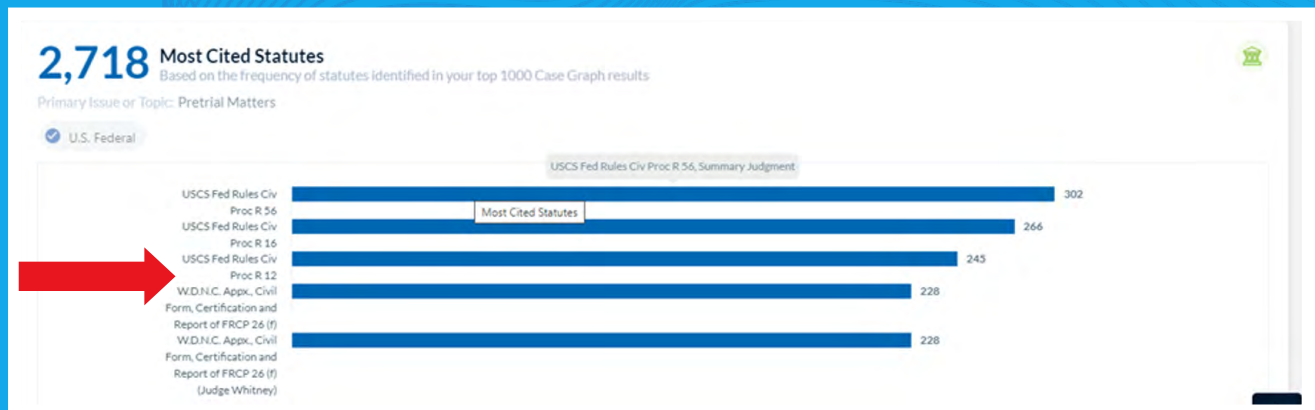 2,718 Most Cited Statutes
Based on the frequency of statutes identified in your top 1000 Case Graph results
Primary Issue or Topic: Pretrial Matters
U.S. Federal
USCS Fed Rules Civ Proc R 56, Summary Judgment
USCS Fed Rules Civ
Proc R 56
302
Most Cited Statutes
USCS Fed Rules Civ
Proc R 16
266
USCS Fed Rules Civ
Proc R 12
245
W.D.N.C. Appx., Civil
Form, Certification and
Report of FRCP 26 (f)
228
W.D.N.C. Appx., Civil
Form, Certification and
Report of FRCP 26 (f)
(Judge Whitney)
228